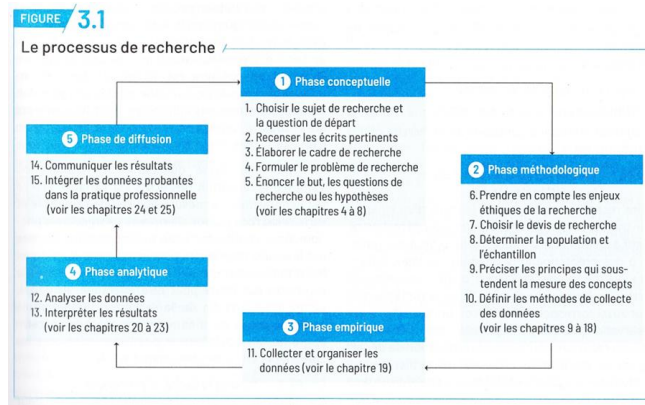 FIGURE 3.1
Le processus de recherche
1 Phase conceptuelle
1. Choisir le sujet de recherche et
la question de départ
2. Recenser les écrits pertinents
3. Élaborer le cadre de recherche
4. Formuler le problème de recherche
5. Énoncer le but, les questions de
recherche ou les hypothèses
(voir les chapitres 4 à 8)
2 Phase méthodologique
6. Prendre en compte les enjeux
éthiques de la recherche
7. Choisir le devis de recherche
8. Déterminer la population et
l'échantillon
9. Préciser les principes qui sous-
tendent la mesure des concepts
10. Définir les méthodes de collecte
des données
(voir les chapitres 9 à 18)
3 Phase empirique
11. Collecter et organiser les
données (voir le chapitre 19)
4 Phase analytique
12. Analyser les données
13. Interpréter les résultats
(voir les chapitres 20 à 23)
5 Phase de diffusion
14. Communiquer les résultats
15. Intégrer les données probantes
dans la pratique professionnelle
(voir les chapitres 24 et 25)